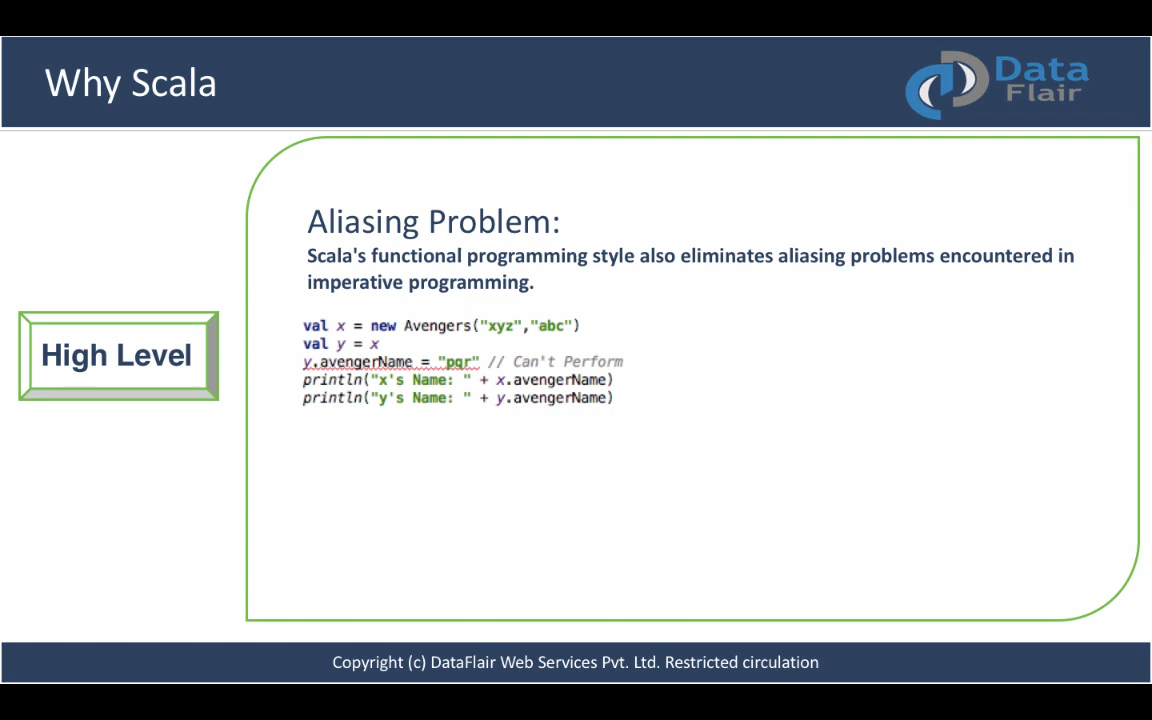 Why Scala
Data
Flair
Aliasing Problem:
Scala's functional programming style also eliminates aliasing problems encountered in
imperative programming.
High Level
val x = new Avengers("xyz","abc")
val y = x
y.avengerName = "pqr" // Can't Perform
println("x's Name: " + x.avengerName)
println("y's Name: " + y.avengerName)
Copyright (c) DataFlair Web Services Pvt. Ltd. Restricted circulation